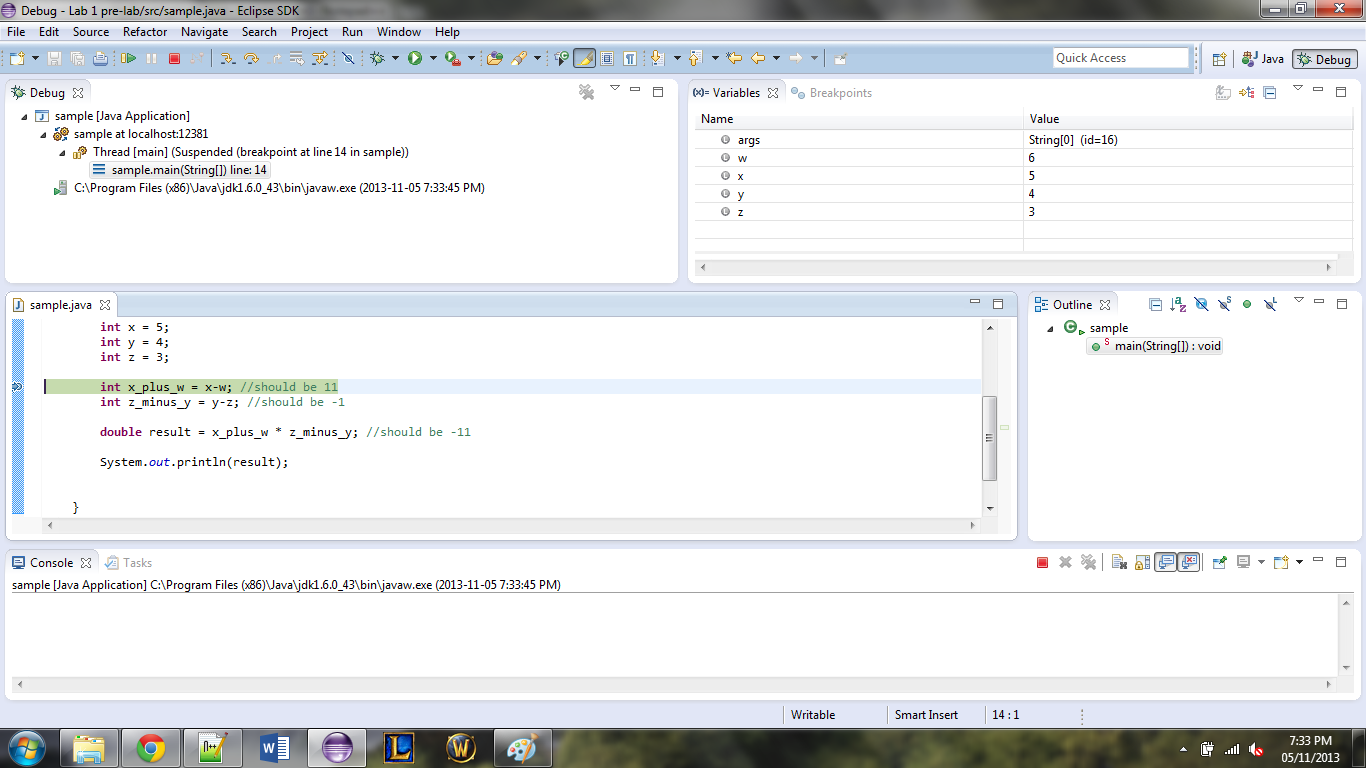 Debug - Lab 1 pre-lab/src/sample.java - Eclipse SDK
File Edit Source Refactor Navigate Search Project Run Window Help
Quick Access Java Debug
Debug
sample [Java Application]
sample at localhost:12381
Thread [main] (Suspended (breakpoint at line 14 in sample))
sample.main(String[]) line: 14
C:\Program Files (x86)\Java\jdk1.6.0_43\bin\javaw.exe (2013-11-05 7:33:45 PM)
(x)= Variables Breakpoints
Name Value
args String[0] (id=16)
w 6
x 5
y 4
z 3
sample.java
int x = 5;
int y = 4;
int z = 3;
int x_plus_w = x-w; //should be 11
int z_minus_y = y-z; //should be -1
double result = x_plus_w * z_minus_y; //should be -11
System.out.println(result);
}
Outline
sample
main(String[]) : void
Console Tasks
sample [Java Application] C:\Program Files (x86)\Java\jdk1.6.0_43\bin\javaw.exe (2013-11-05 7:33:45 PM)
Writable Smart Insert 14 : 1
7:33 PM
05/11/2013